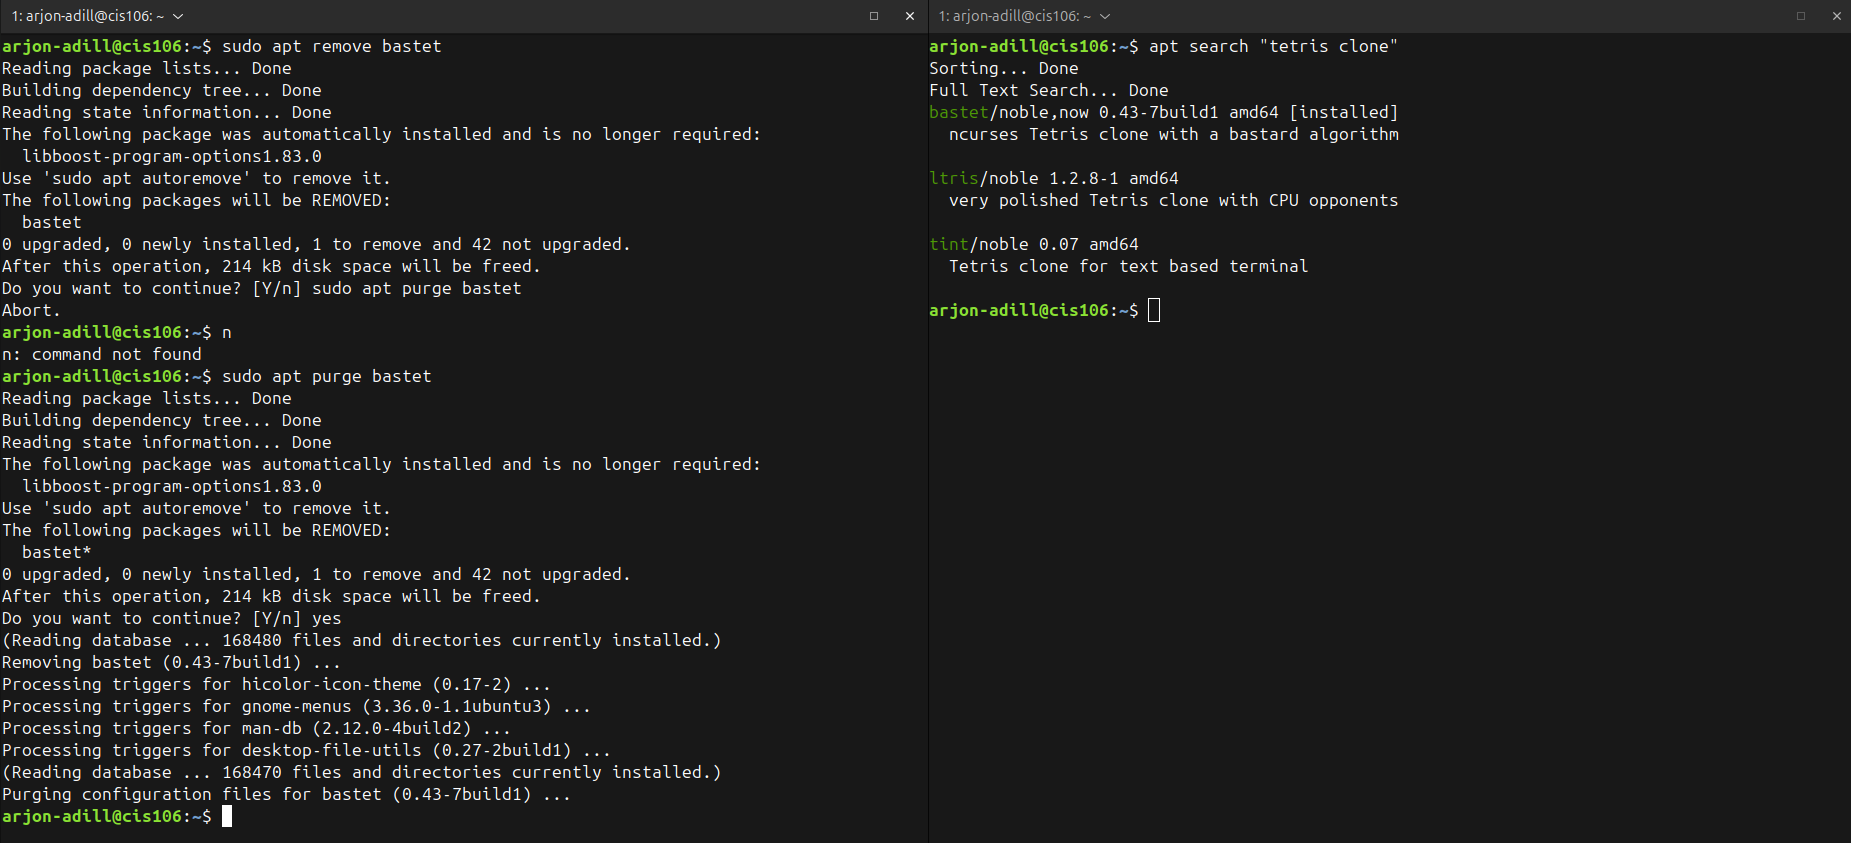 1: arjon-adill@cis106: ~
arjon-adill@cis106:~$ sudo apt remove bastet
Reading package lists... Done
Building dependency tree... Done
Reading state information... Done
The following package was automatically installed and is no longer required:
  libboost-program-options1.83.0
Use 'sudo apt autoremove' to remove it.
The following packages will be REMOVED:
  bastet
0 upgraded, 0 newly installed, 1 to remove and 42 not upgraded.
After this operation, 214 kB disk space will be freed.
Do you want to continue? [Y/n] sudo apt purge bastet
Abort.
arjon-adill@cis106:~$ n
n: command not found
arjon-adill@cis106:~$ sudo apt purge bastet
Reading package lists... Done
Building dependency tree... Done
Reading state information... Done
The following package was automatically installed and is no longer required:
  libboost-program-options1.83.0
Use 'sudo apt autoremove' to remove it.
The following packages will be REMOVED:
  bastet*
0 upgraded, 0 newly installed, 1 to remove and 42 not upgraded.
After this operation, 214 kB disk space will be freed.
Do you want to continue? [Y/n] yes
(Reading database ... 168480 files and directories currently installed.)
Removing bastet (0.43-7build1) ...
Processing triggers for hicolor-icon-theme (0.17-2) ...
Processing triggers for gnome-menus (3.36.0-1.1ubuntu3) ...
Processing triggers for man-db (2.12.0-4build2) ...
Processing triggers for desktop-file-utils (0.27-2build1) ...
(Reading database ... 168470 files and directories currently installed.)
Purging configuration files for bastet (0.43-7build1) ...
arjon-adill@cis106:~$
1: arjon-adill@cis106: ~
arjon-adill@cis106:~$ apt search "tetris clone"
Sorting... Done
Full Text Search... Done
bastet/noble,now 0.43-7build1 amd64 [installed]
  ncurses Tetris clone with a bastard algorithm

ltris/noble 1.2.8-1 amd64
  very polished Tetris clone with CPU opponents

tint/noble 0.07 amd64
  Tetris clone for text based terminal

arjon-adill@cis106:~$